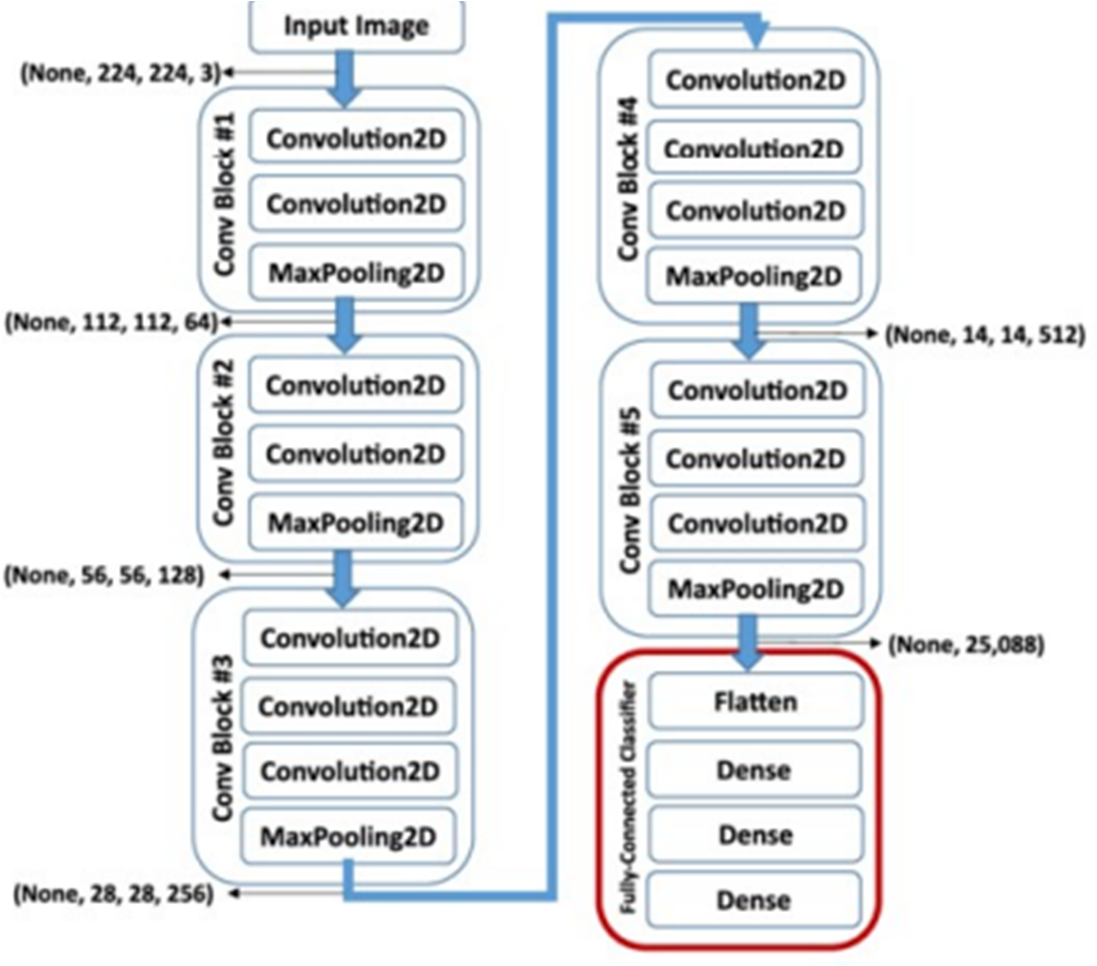 Input Image
(None, 224, 224, 3)
Conv Block #1
Convolution2D
Convolution2D
MaxPooling2D
(None, 112, 112, 64)
Conv Block #2
Convolution2D
Convolution2D
MaxPooling2D
(None, 56, 56, 128)
Conv Block #3
Convolution2D
Convolution2D
Convolution2D
MaxPooling2D
(None, 28, 28, 256)
Conv Block #4
Convolution2D
Convolution2D
Convolution2D
MaxPooling2D
(None, 14, 14, 512)
Conv Block #5
Convolution2D
Convolution2D
Convolution2D
MaxPooling2D
(None, 25,088)
Fully-Connected Classifier
Flatten
Dense
Dense
Dense